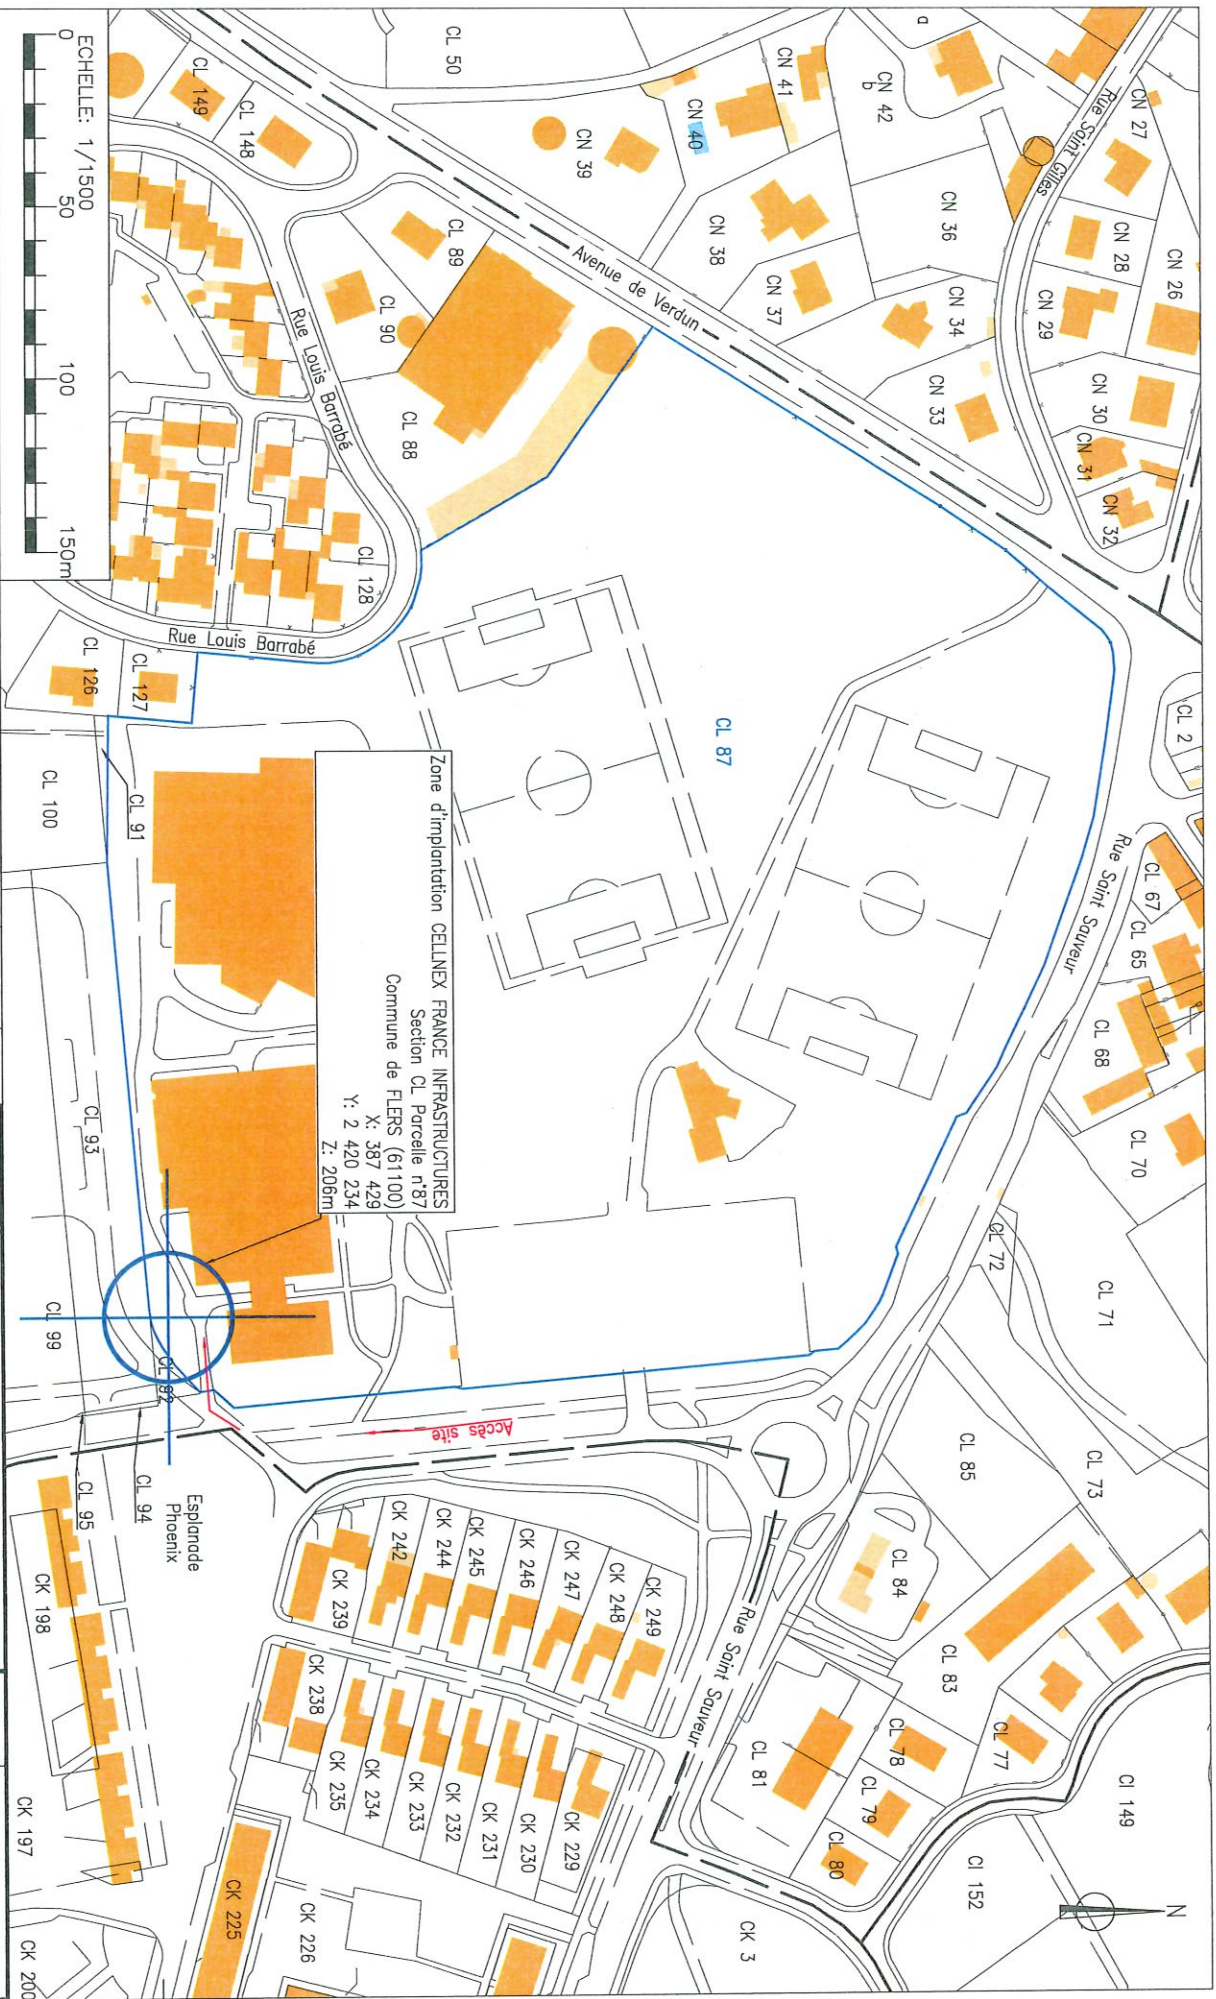 CL 50
CN 41
CN 40
CN 39
CN 42
b
a
Rue Saint Gilles
CN 27
CN 28
CN 26
CN 29
CN 36
CN 38
CN 37
CN 34
CN 33
CN 30
CN 31
CN 32
Avenue de Verdun
CL 149
CL 148
CL 89
CL 90
CL 88
Rue Louis Barrabé
CL 128
Rue Louis Barrabé
CL 127
CL 126
CL 87
CL 2
Rue Saint Sauveur
CL 67
CL 65
CL 68
CL 70
CL 72
CL 71
CL 73
CL 85
CL 84
CL 83
CL 77
CL 78
CL 79
CL 80
CL 81
CI 149
CI 152
N
CK 3
Rue Saint Sauveur
Zone d'implantation CELLNEX FRANCE INFRASTRUCTURES
Section CL Parcelle n°87
Commune de FLERS (61100)
X: 387 429
Y: 2 420 234
Z: 206m
CL 91
CL 100
CL 93
CL 99
CL 92
CL 94
CL 95
Accès site
Esplanade
Phoenix
CK 249
CK 248
CK 247
CK 246
CK 245
CK 244
CK 242
CK 239
CK 238
CK 235
CK 234
CK 233
CK 232
CK 231
CK 230
CK 229
CK 198
CK 197
CK 225
CK 226
CK 200
ECHELLE: 1/1500
0 50 100 150m